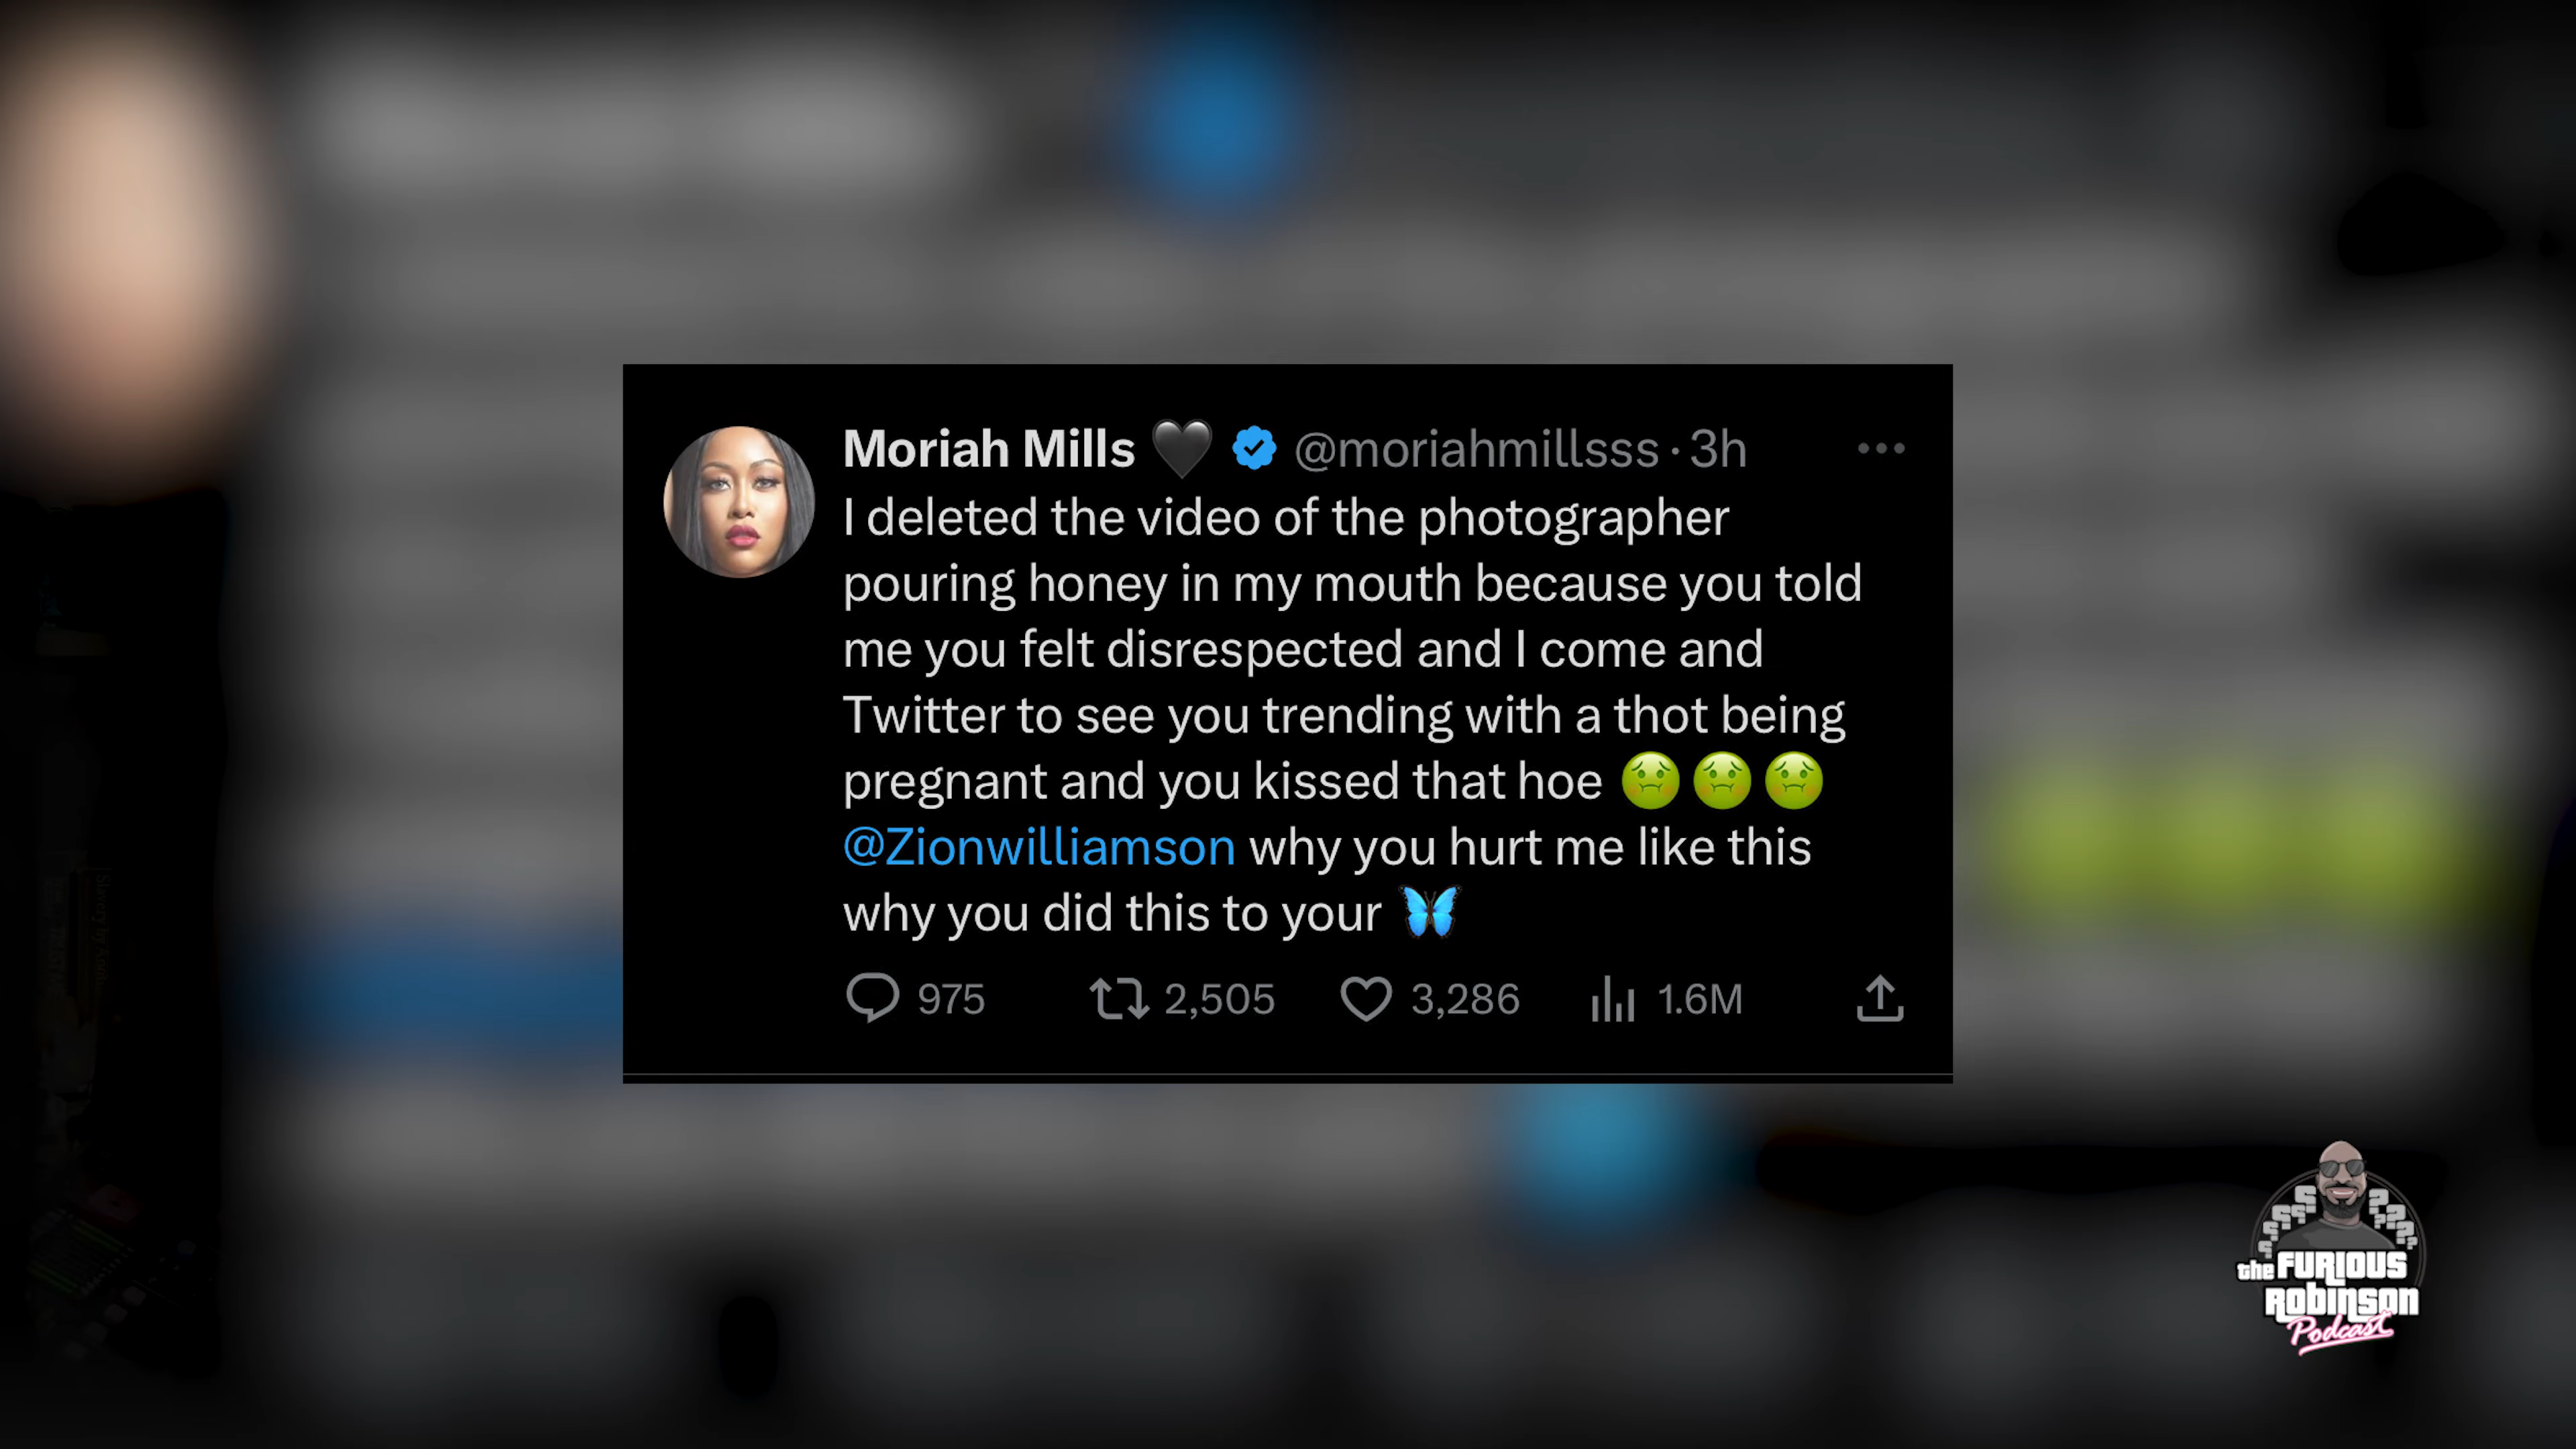 Moriah Mills 🖤 @moriahmillsss · 3h
I deleted the video of the photographer
pouring honey in my mouth because you told
me you felt disrespected and I come and
Twitter to see you trending with a thot being
pregnant and you kissed that hoe 🤢🤢🤢
@Zionwilliamson why you hurt me like this
why you did this to your 🦋
975 2,505 3,286 1.6M
the FURIOUS
ROBINSON
Podcast